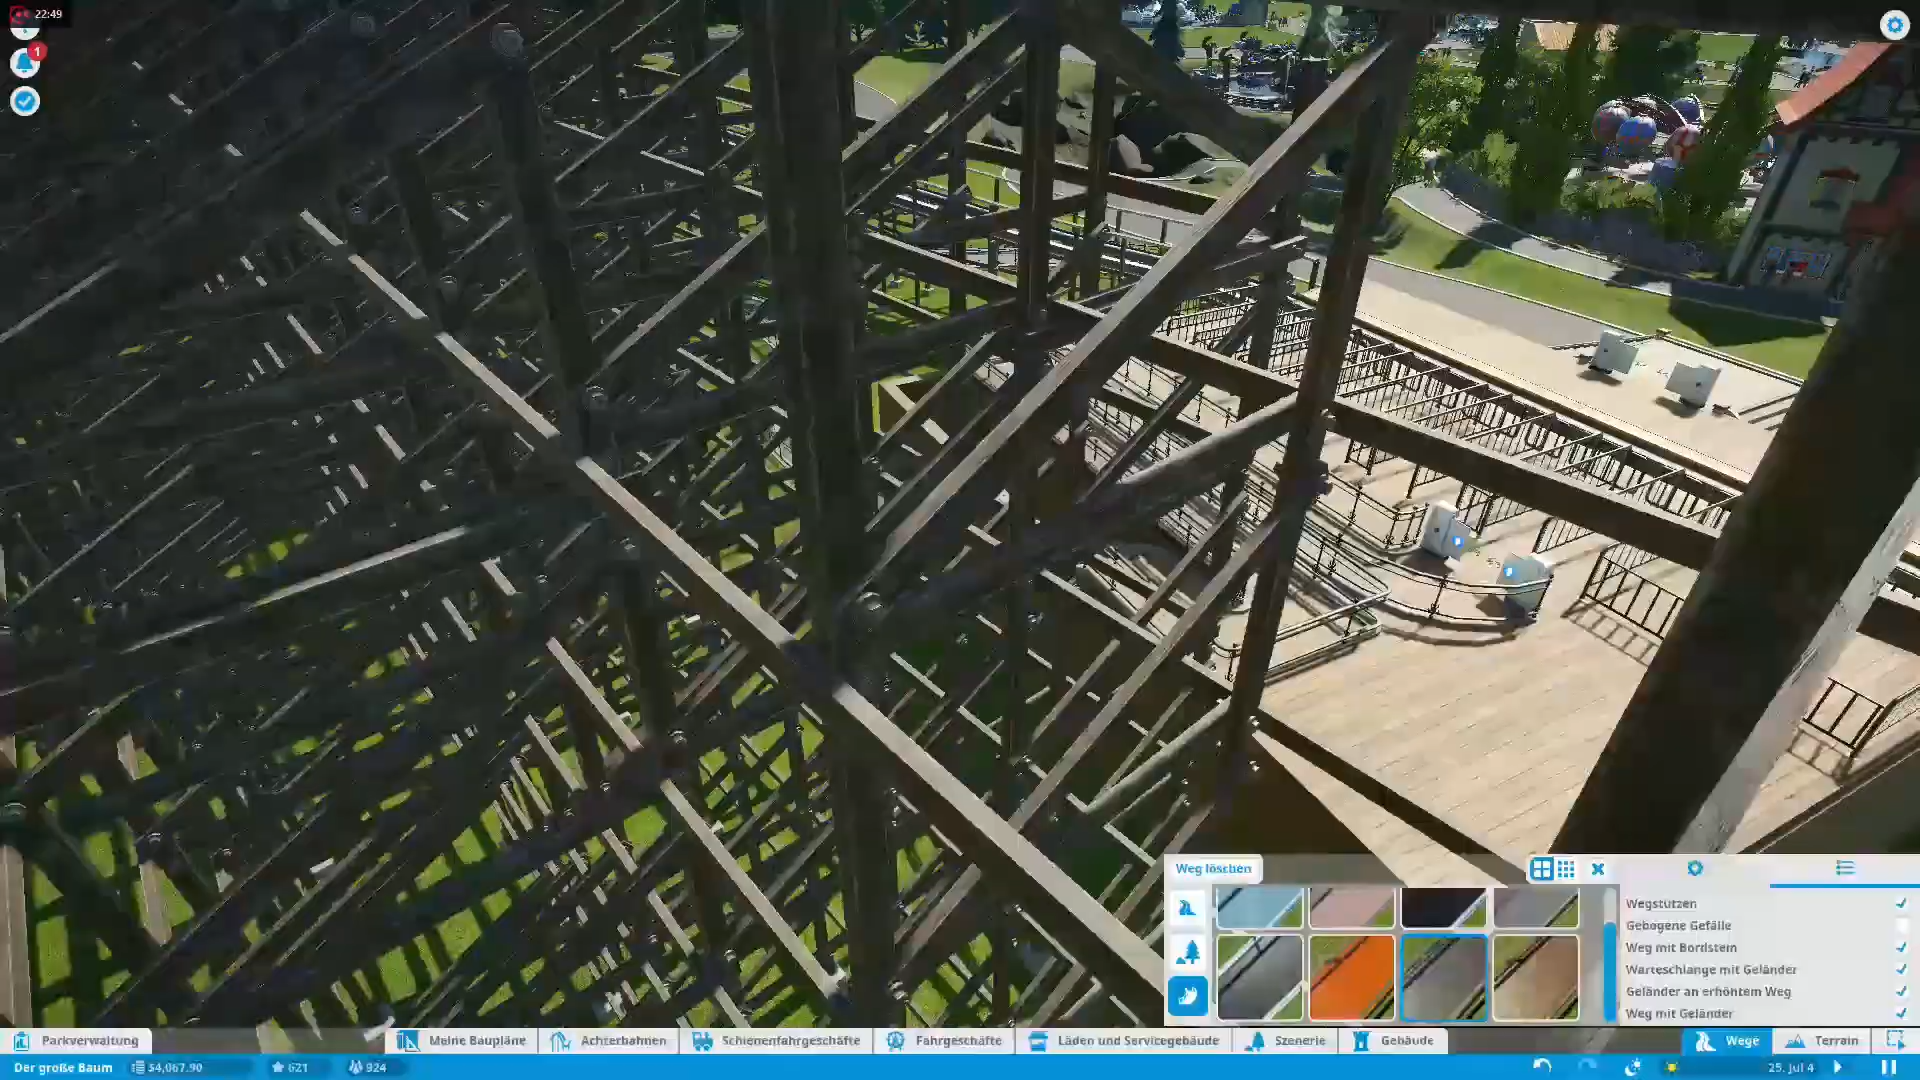 22:49
1
Weg löschen
Wegstützen
Gebogene Gefälle
Weg mit Bordstein
Warteschlange mit Geländer
Geländer an erhöhtem Weg
Weg mit Geländer
Parkverwaltung
Meine Baupläne
Achterbahnen
Schienenfahrgeschäfte
Fahrgeschäfte
Läden und Servicegebäude
Szenerie
Gebäude
Wege
Terrain
Der große Baum
$4,067.90
621
924
25. Jul 4